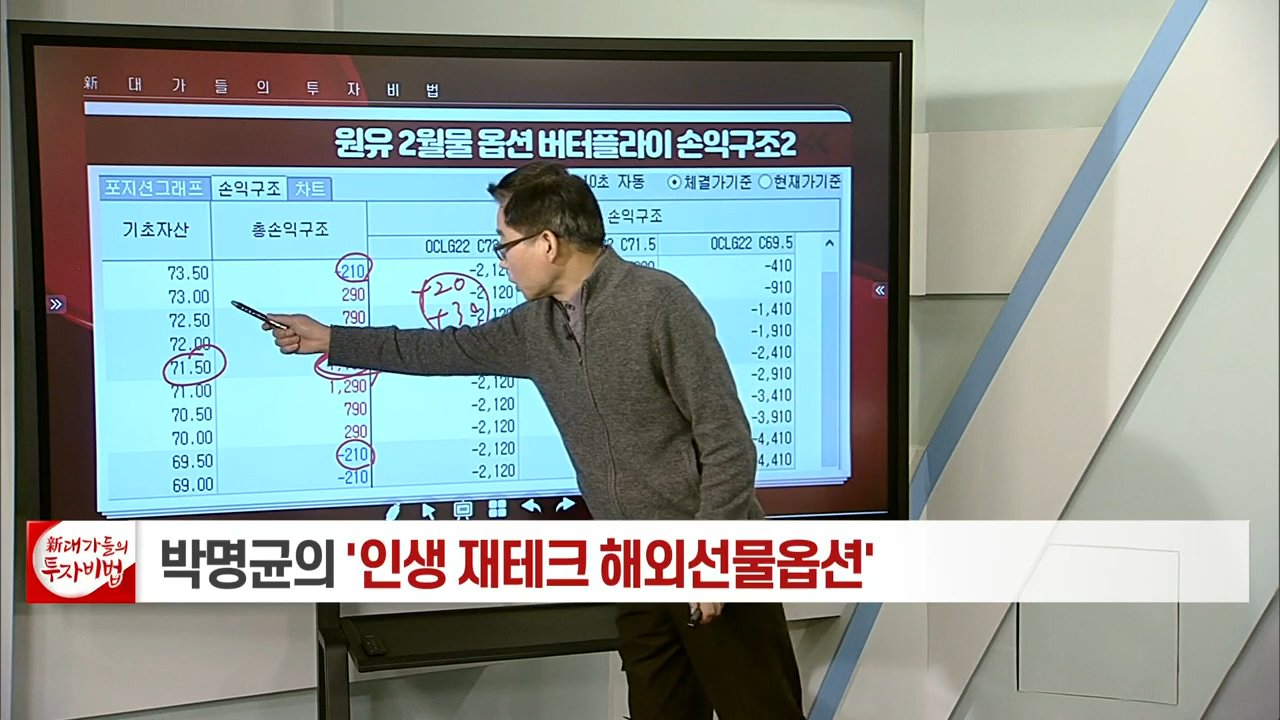 新 대 가 들 의 투 자 비 법
원유 2월물 옵션 버터플라이 손익구조2
포지션그래프 손익구조 차트 10초 자동 체결가기준 현재가기준
기초자산 총손익구조 손익구조
OCLG22 C71.5 OCLG22 C69.5
73.50 -210 -2,120 -410
73.00 290 -2,120 -910
72.50 790 -2,120 -1,410
72.00 -1,910
71.50 -2,410
71.00 1,290 -2,120 -2,910
70.50 790 -2,120 -3,410
70.00 290 -2,120 -3,910
69.50 -210 -2,120 -4,410
69.00 -210 -2,120 4,410
+20
+30
新대가들의
투자비법
박명균의 '인생 재테크 해외선물옵션'